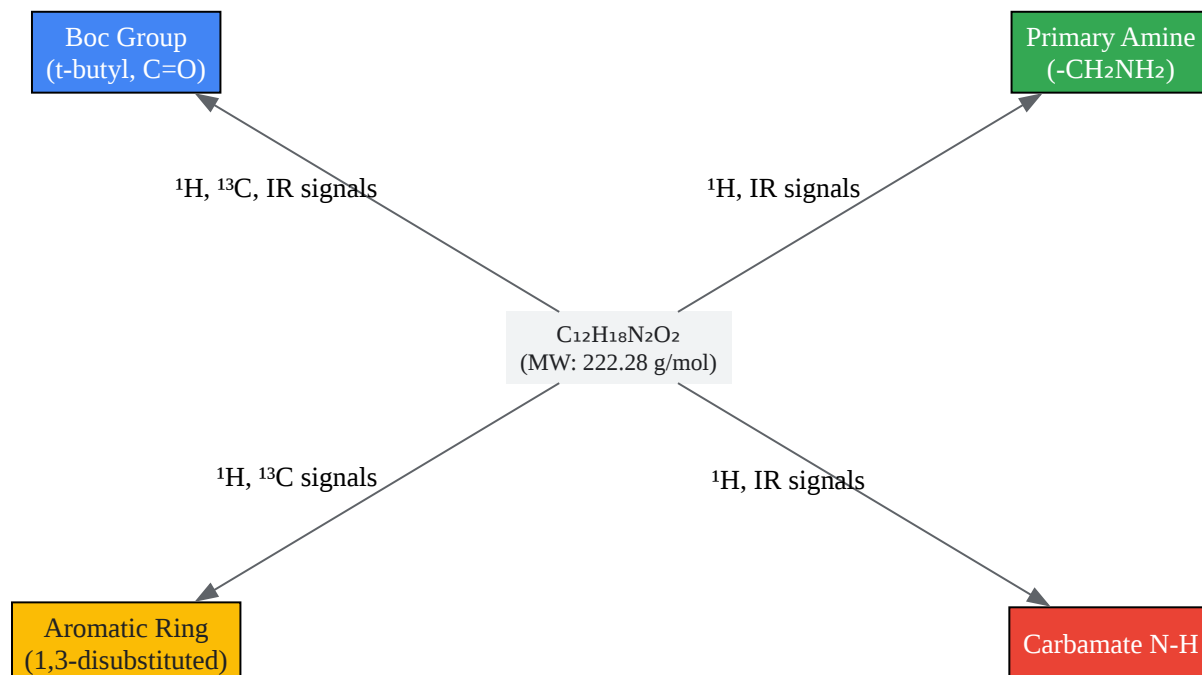 Boc Group
(t-butyl, C=O)
Primary Amine
(-CH₂NH₂)
¹H, ¹³C, IR signals
¹H, IR signals
C₁₂H₁₈N₂O₂
(MW: 222.28 g/mol)
¹H, ¹³C signals
¹H, IR signals
Aromatic Ring
(1,3-disubstituted)
Carbamate N-H